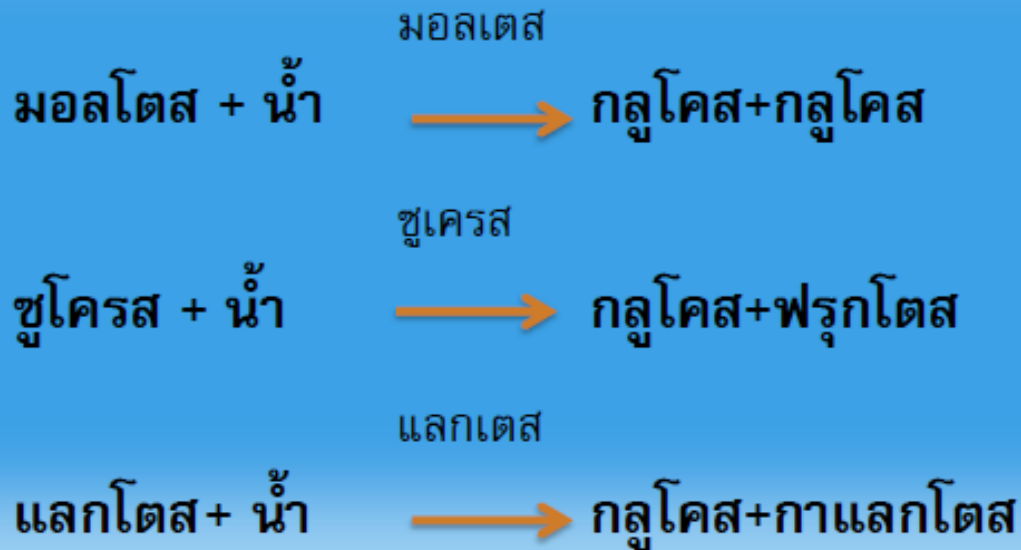 มอลเตส
มอลโตส + น้ำ → กลูโคส+กลูโคส
ซูเครส
ซูโครส + น้ำ → กลูโคส+ฟรุกโตส
แลกเตส
แลกโตส+ น้ำ → กลูโคส+กาแลกโตส